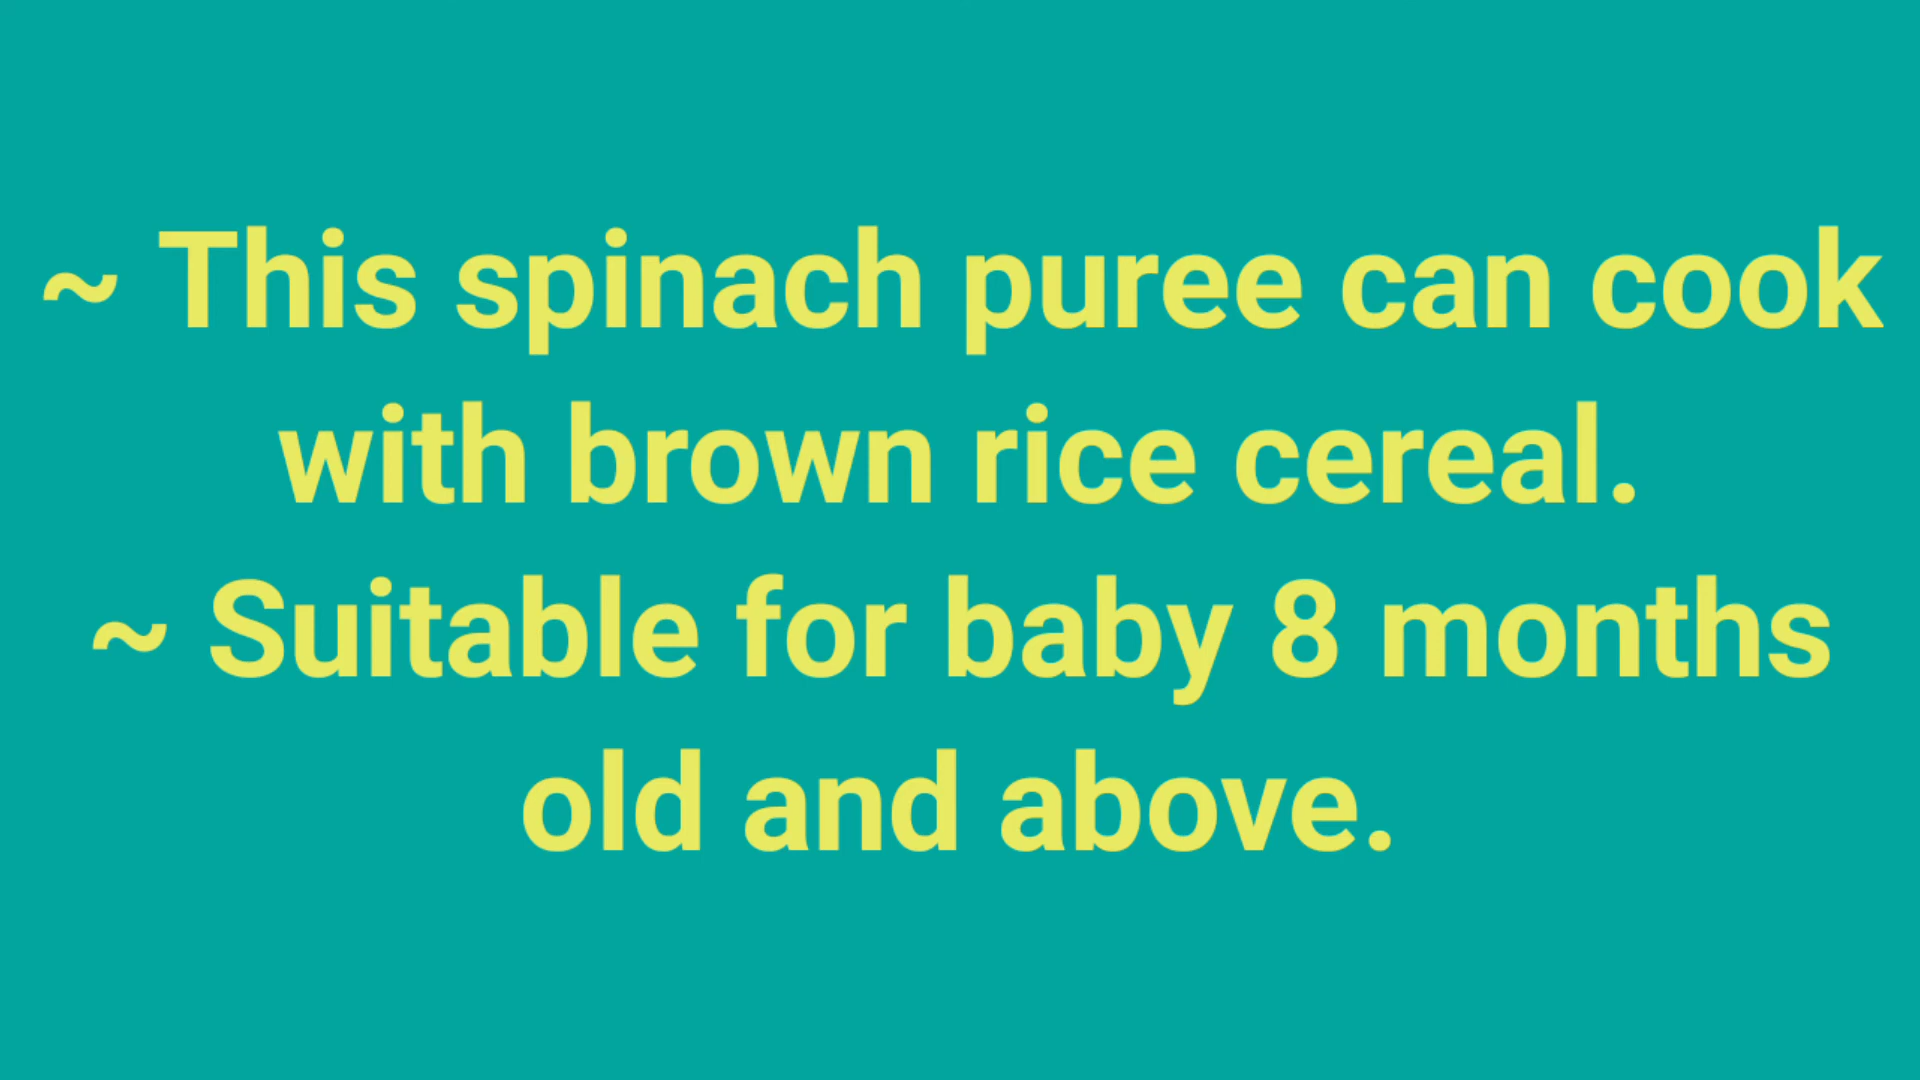 ~ This spinach puree can cook
with brown rice cereal.
~ Suitable for baby 8 months
old and above.